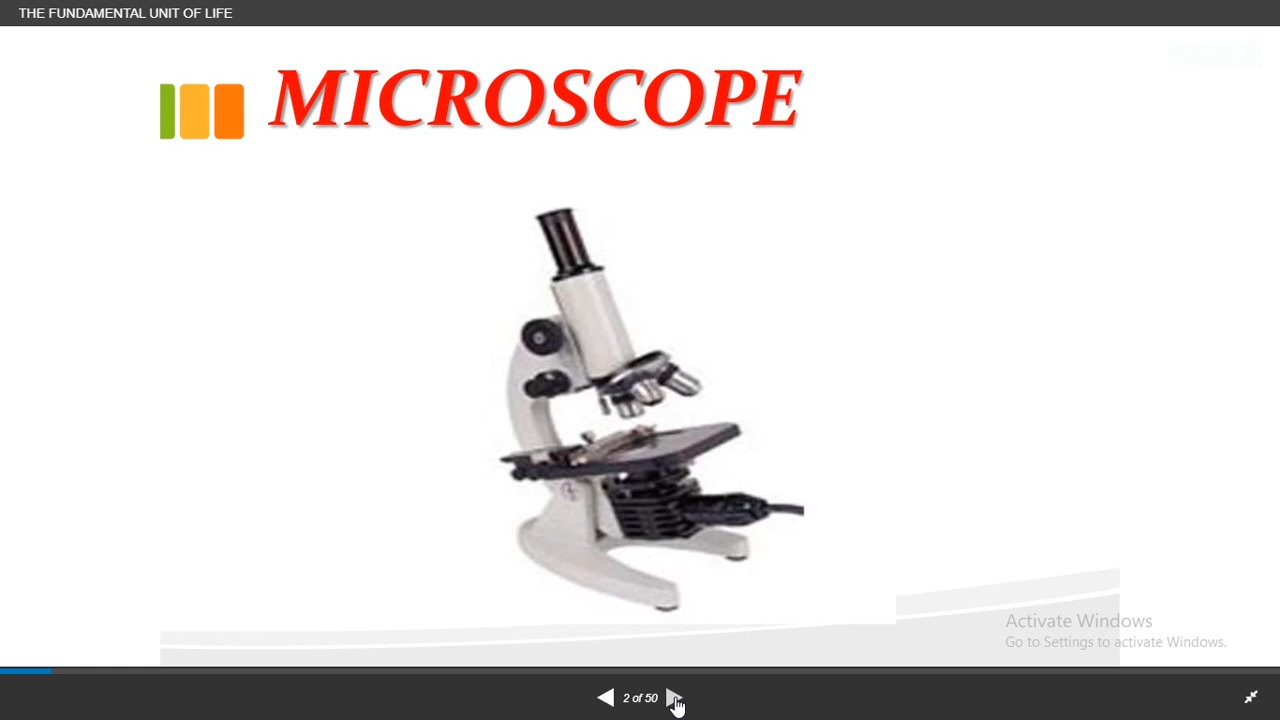 THE FUNDAMENTAL UNIT OF LIFE
MICROSCOPE
Activate Windows
Go to Settings to activate Windows.
2 of 50